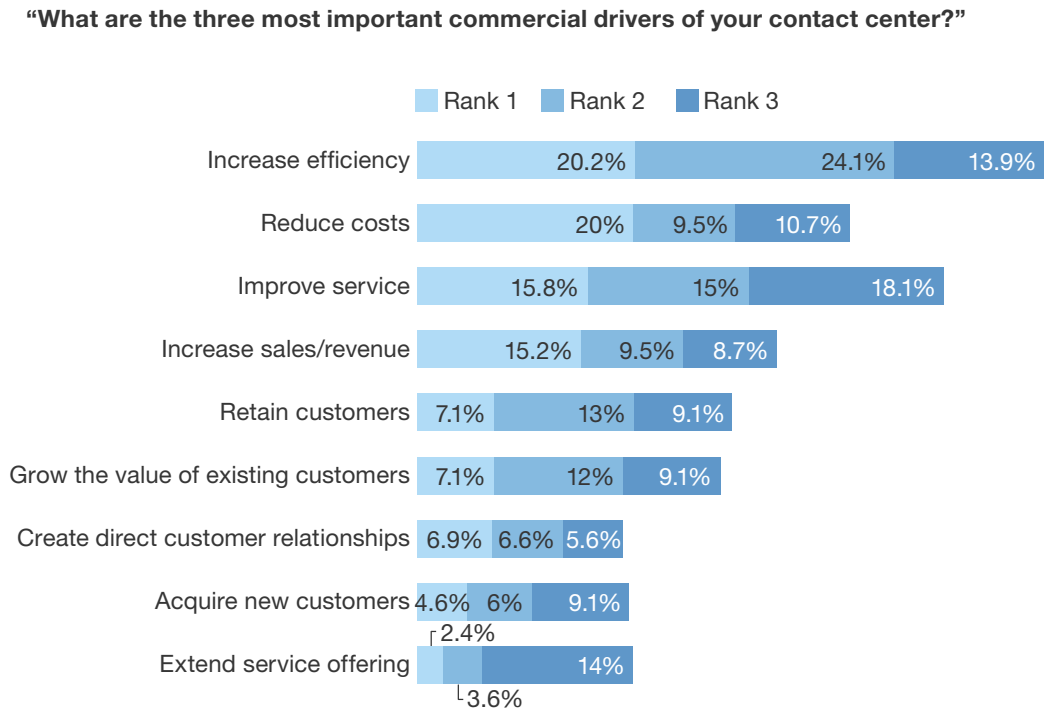 “What are the three most important commercial drivers of your contact center?”
Rank 1 Rank 2 Rank 3
Increase efficiency 20.2% 24.1% 13.9%
Reduce costs 20% 9.5% 10.7%
Improve service 15.8% 15% 18.1%
Increase sales/revenue 15.2% 9.5% 8.7%
Retain customers 7.1% 13% 9.1%
Grow the value of existing customers 7.1% 12% 9.1%
Create direct customer relationships 6.9% 6.6% 5.6%
Acquire new customers 4.6% 6% 9.1%
2.4%
Extend service offering 14%
3.6%